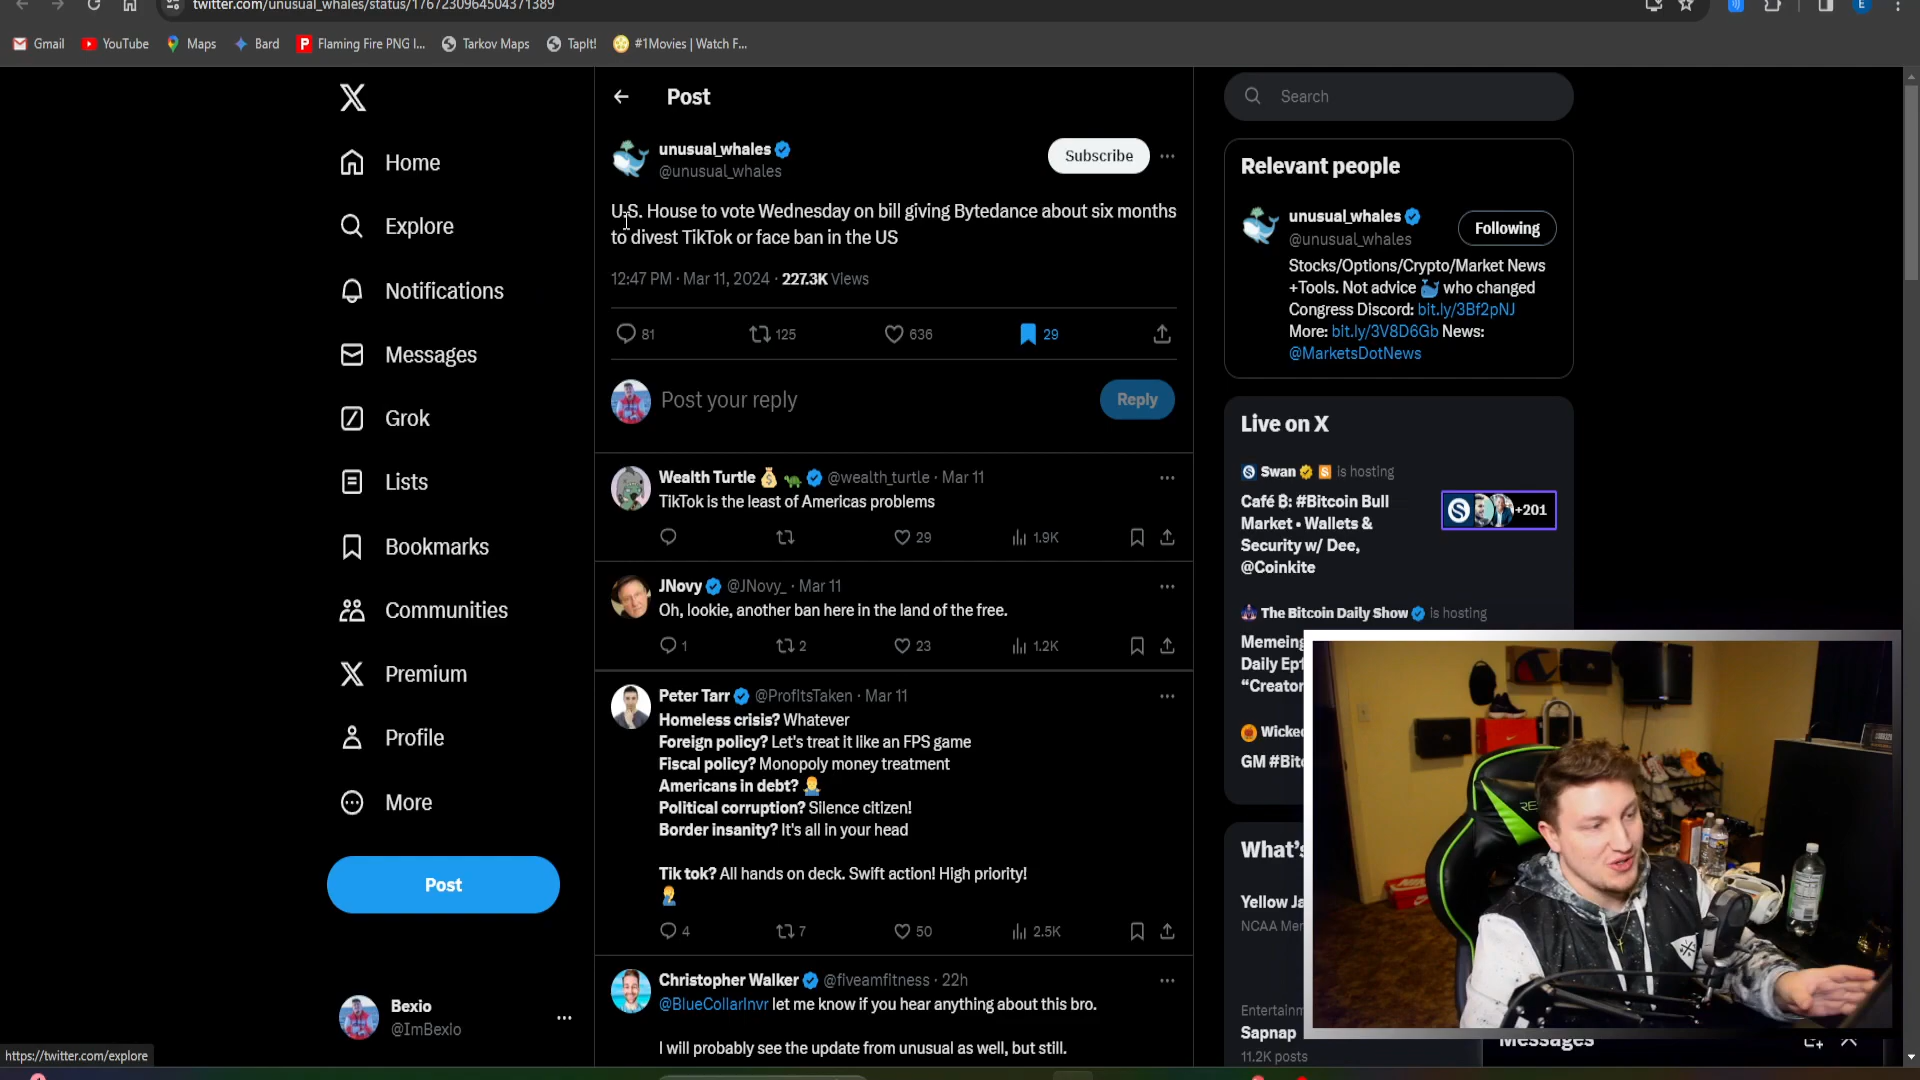 twitter.com/unusual_whales/status/1767230964504371389
E
Gmail
YouTube
Maps
Bard
Flaming Fire PNG I...
Tarkov Maps
TapIt!
#1Movies | Watch F...
Home
Explore
Notifications
Messages
Grok
Lists
Bookmarks
Communities
Premium
Profile
More
Post
Bexio
@ImBexIo
https://twitter.com/explore
Post
unusual_whales
@unusual_whales
Subscribe
U.S. House to vote Wednesday on bill giving Bytedance about six months
to divest TikTok or face ban in the US
12:47 PM · Mar 11, 2024 · 227.3K Views
81 125 636 29
Post your reply
Reply
Wealth Turtle @wealth_turtle · Mar 11
TikTok is the least of Americas problems
29 1.9K
JNovy @JNovy_ · Mar 11
Oh, lookie, another ban here in the land of the free.
1 2 23 1.2K
Peter Tarr @ProfItsTaken · Mar 11
Homeless crisis? Whatever
Foreign policy? Let's treat it like an FPS game
Fiscal policy? Monopoly money treatment
Americans in debt?
Political corruption? Silence citizen!
Border insanity? It's all in your head
Tik tok? All hands on deck. Swift action! High priority!
4 7 50 2.5K
Christopher Walker @fiveamfitness · 22h
@BlueCollarInvr let me know if you hear anything about this bro.
I will probably see the update from unusual as well, but still.
Search
Relevant people
unusual_whales
@unusual_whales
Following
Stocks/Options/Crypto/Market News
+Tools. Not advice who changed
Congress Discord: bit.ly/3Bf2pNJ
More: bit.ly/3V8D6Gb News:
@MarketsDotNews
Live on X
Swan is hosting
Café ₿: #Bitcoin Bull
Market • Wallets &
Security w/ Dee,
@Coinkite
+201
The Bitcoin Daily Show is hosting
Memeing
Daily Ep1
“Creator
Wicked
GM #Bit
What's
Yellow Ja
NCAA Men
Entertainm
Sapnap
11.2K posts
Messages